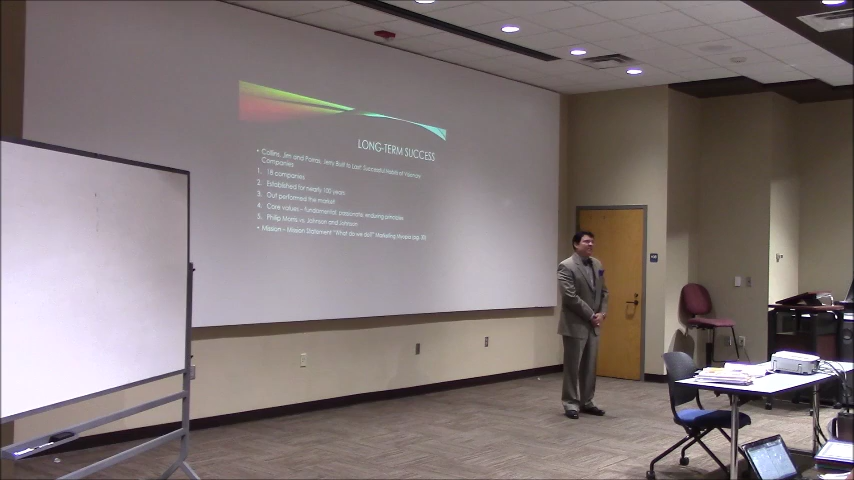 LONG-TERM SUCCESS
• Collins, Jim and Porras, Jerry Built to Last: Successful Habits of Visionary
Companies
1. 18 companies
2. Established for nearly 100 years
3. Out performed the market
4. Core values – fundamental, passionate, enduring principles
5. Philip Morris vs. Johnson and Johnson
• Mission – Mission Statement "What do we do?" Marketing Myopia (pg.